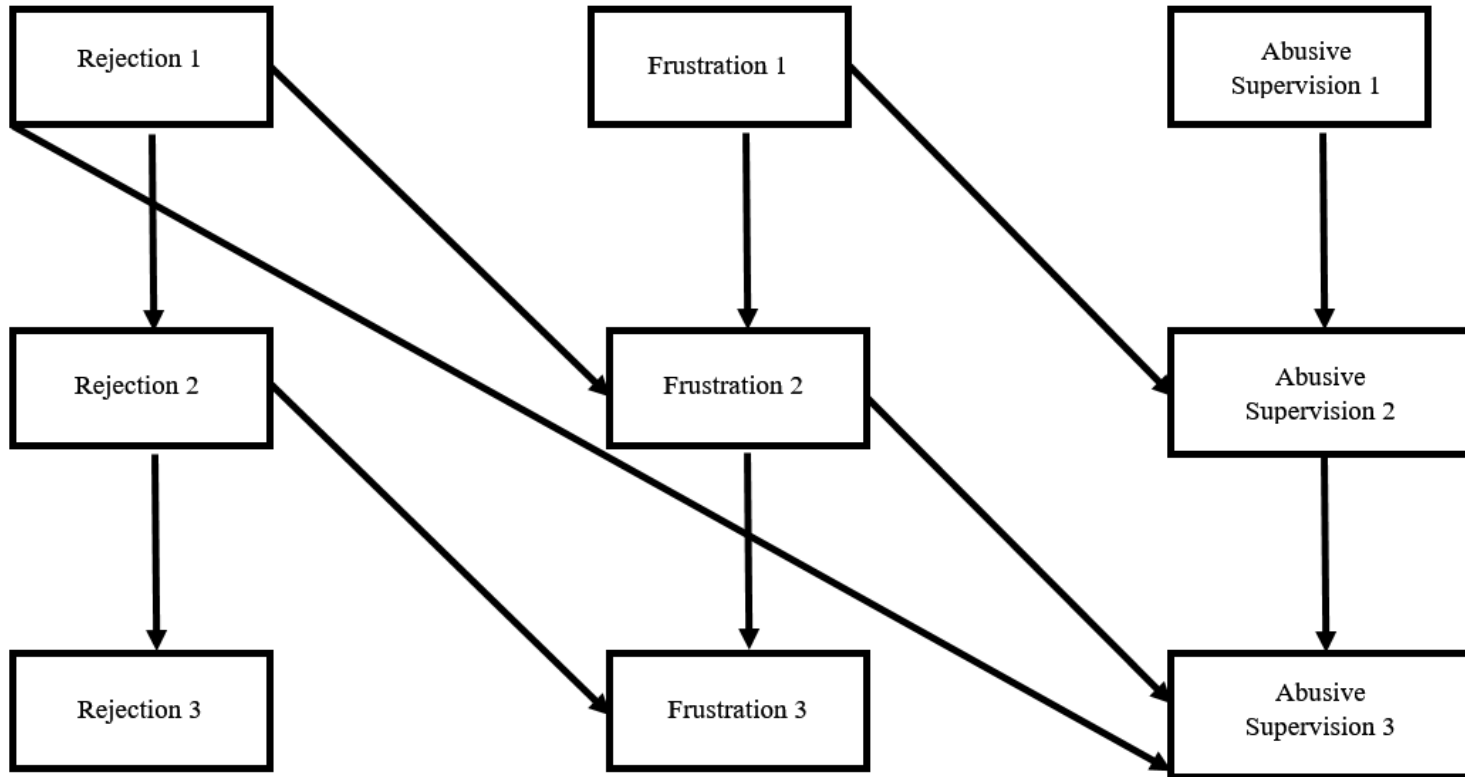 Rejection 1
Frustration 1
Abusive
Supervision 1
Rejection 2
Frustration 2
Abusive
Supervision 2
Rejection 3
Frustration 3
Abusive
Supervision 3